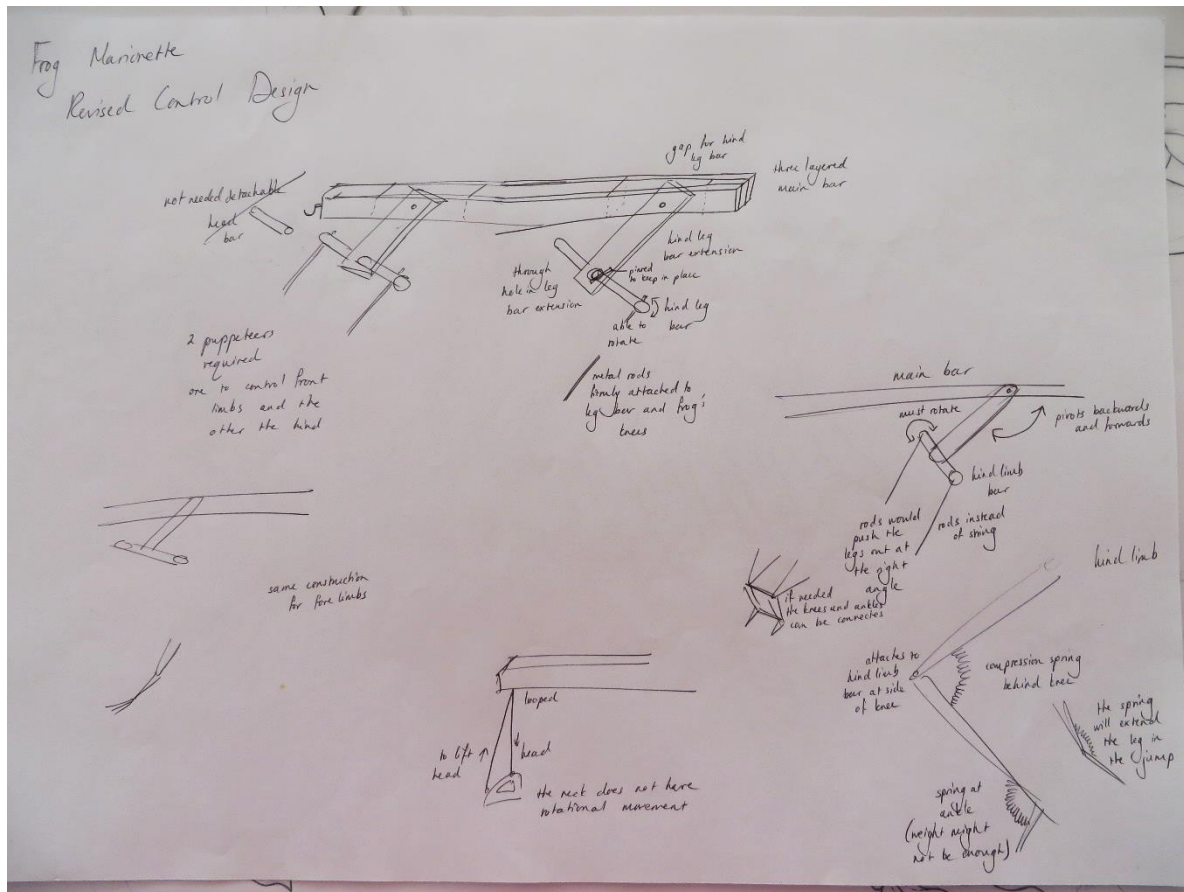 Frog Marionette
Revised Control Design
not needed detachable
head
bar
gap for hind
leg bar
three layered
main bar
through
hole in leg
bar extension
hind leg
bar extension
pinned
to keep in place
hind leg
bar
able to
rotate
2 puppeteers
required
one to control front
limbs and the
other the hind
metal rods
firmly attached to
leg bar and frog's
knees
main bar
must rotate
pivots backwards
and forwards
hind limb
bar
rods would
push the
legs out at
the right
angle
rods instead
of string
same construction
for fore limbs
if needed
the knees and ankles
can be connected
hind limb
attaches to
hind limb
bar at side
of knee
compression spring
behind knee
the spring
will extend
the leg in
the jump
looped
to lift
head
head
the neck does not have
rotational movement
spring at
ankle
(weight might
not be enough)